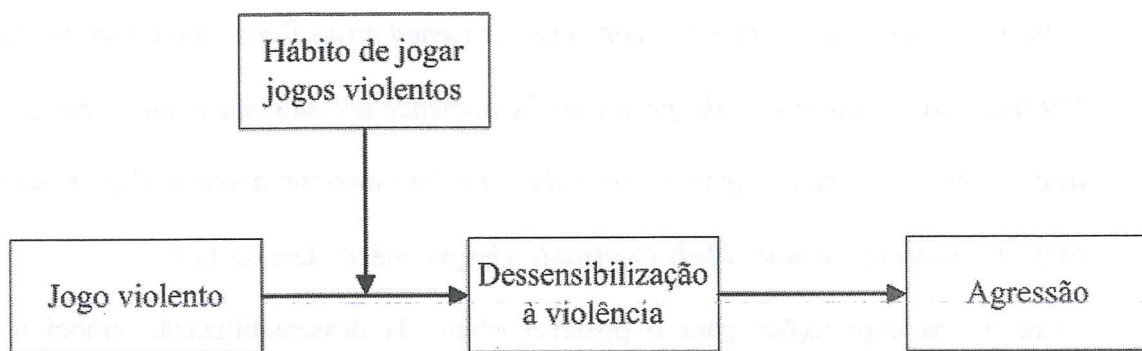 Hábito de jogar
jogos violentos
Jogo violento
Dessensibilização
à violência
Agressão